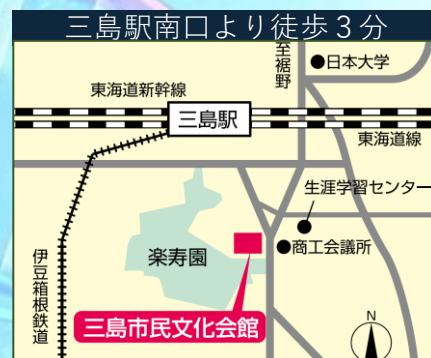 三島駅南口より徒歩3分
至裾野
日本大学
東海道新幹線
三島駅
東海道線
生涯学習センター
商工会議所
楽寿園
伊豆箱根鉄道
三島市民文化会館
N